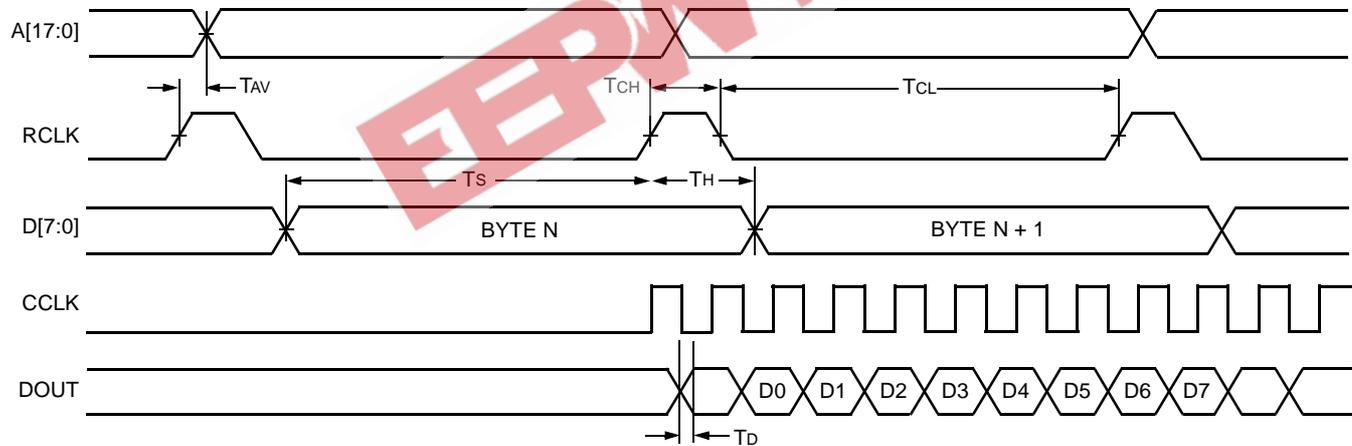 A[17:0]
TAV
TCH
TCL
RCLK
TS
TH
D[7:0]
BYTE N
BYTE N + 1
CCLK
DOUT
D0 D1 D2 D3 D4 D5 D6 D7
TD